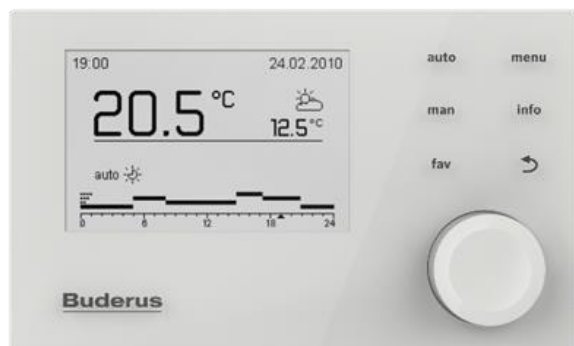 19:00 24.02.2010
20.5 °C
12.5 °C
auto
0 6 12 18 24
auto menu
man info
fav
Buderus